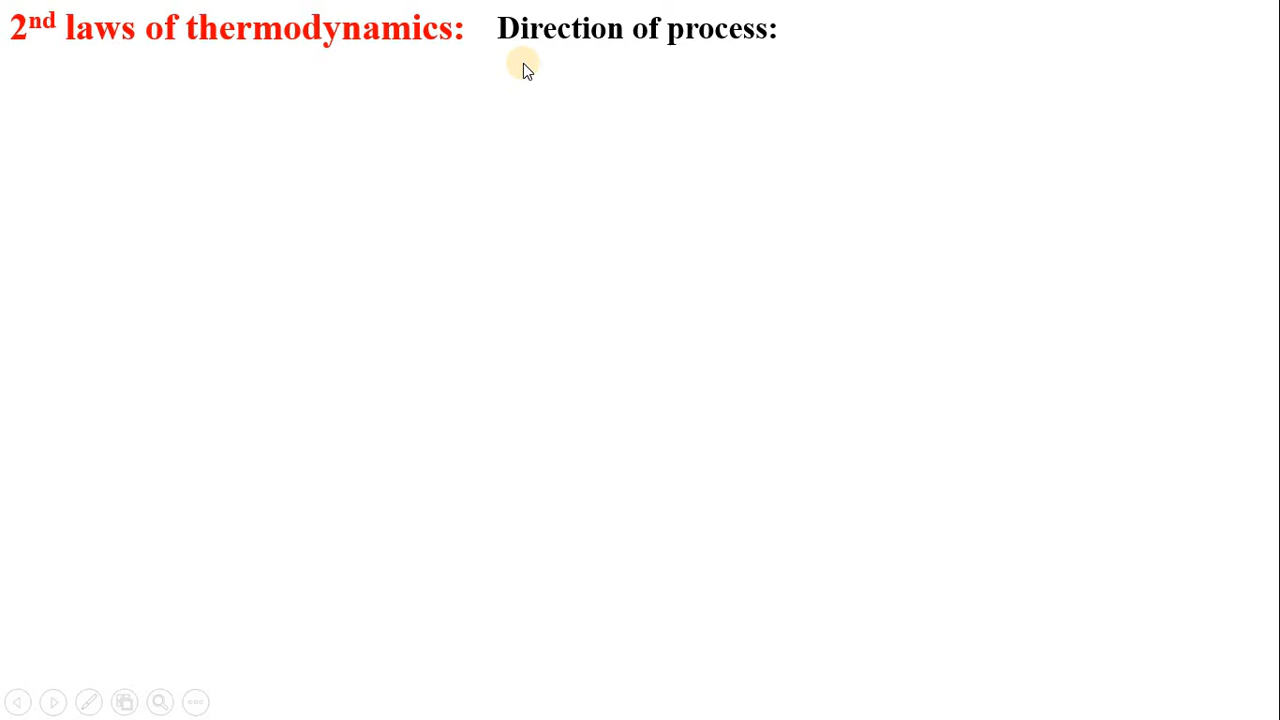 2nd laws of thermodynamics: Direction of process: